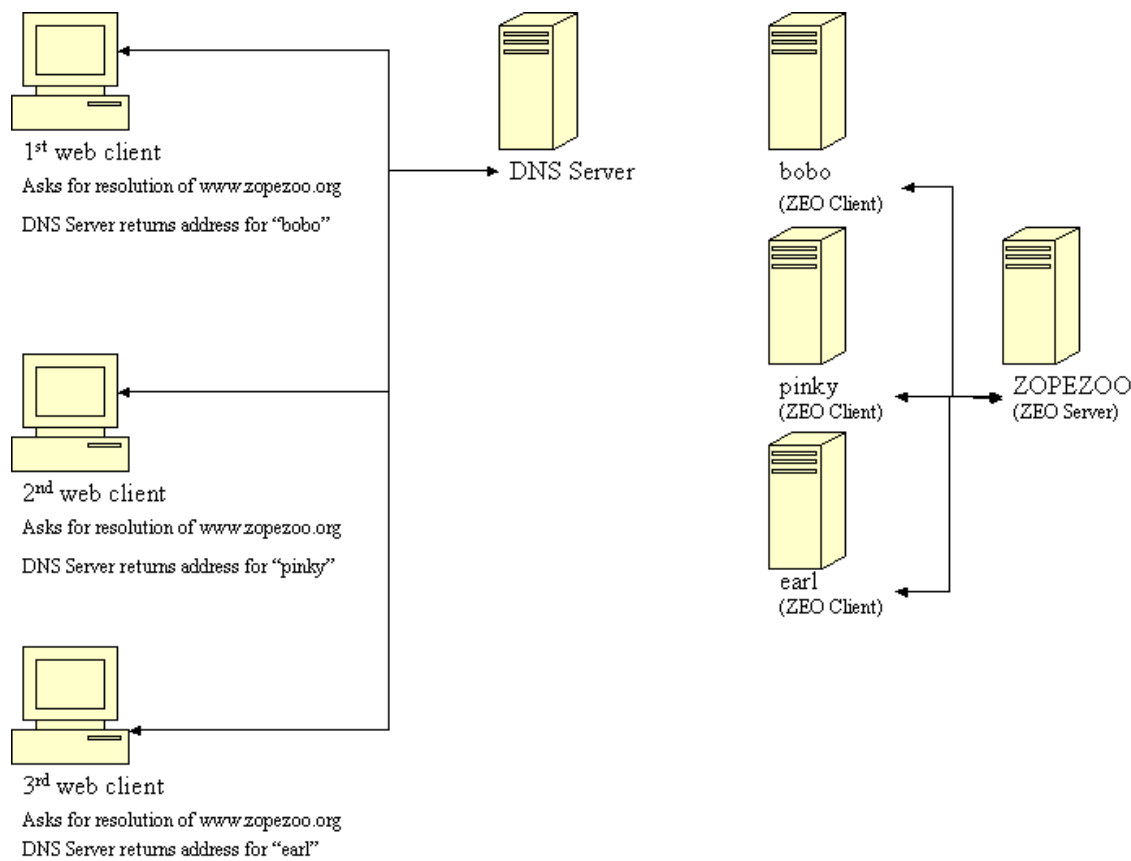 1st web client
Asks for resolution of www.zopezoo.org
DNS Server returns address for “bobo”
DNS Server
bobo
(ZEO Client)
pinky
(ZEO Client)
ZOPEZOO
(ZEO Server)
2nd web client
Asks for resolution of www.zopezoo.org
DNS Server returns address for “pinky”
earl
(ZEO Client)
3rd web client
Asks for resolution of www.zopezoo.org
DNS Server returns address for “earl”